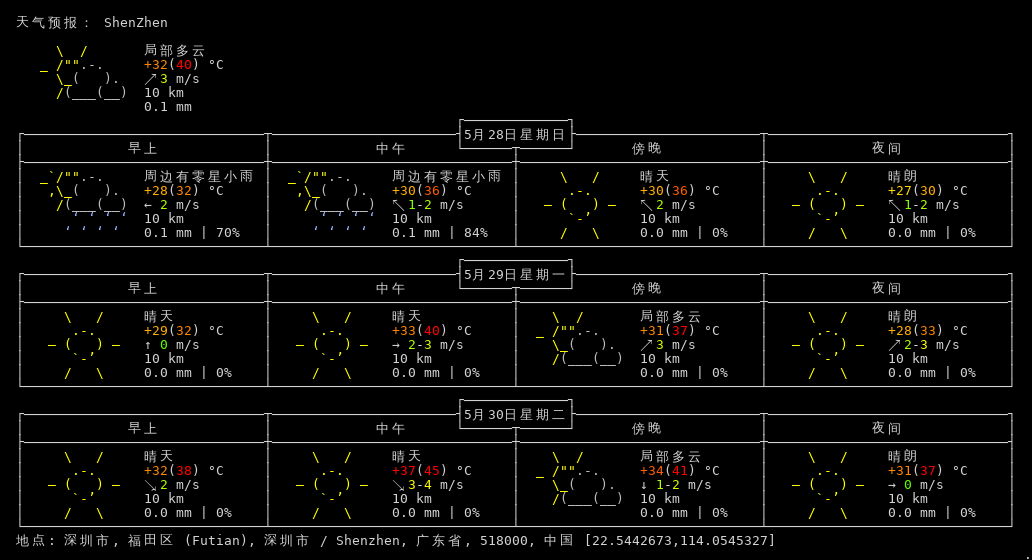 天气预报： ShenZhen
局部多云
+32(40) °C
↗3 m/s
10 km
0.1 mm
5月28日星期日
早上 中午 傍晚 夜间
周边有零星小雨 周边有零星小雨 晴天 晴朗
+28(32) °C +30(36) °C +30(36) °C +27(30) °C
← 2 m/s ↖1-2 m/s ↖2 m/s ↖1-2 m/s
10 km 10 km 10 km 10 km
0.1 mm | 70% 0.1 mm | 84% 0.0 mm | 0% 0.0 mm | 0%
5月29日星期一
早上 中午 傍晚 夜间
晴天 晴天 局部多云 晴朗
+29(32) °C +33(40) °C +31(37) °C +28(33) °C
↑ 0 m/s → 2-3 m/s ↗3 m/s ↗2-3 m/s
10 km 10 km 10 km 10 km
0.0 mm | 0% 0.0 mm | 0% 0.0 mm | 0% 0.0 mm | 0%
5月30日星期二
早上 中午 傍晚 夜间
晴天 晴天 局部多云 晴朗
+32(38) °C +37(45) °C +34(41) °C +31(37) °C
↘2 m/s ↘3-4 m/s ↓ 1-2 m/s → 0 m/s
10 km 10 km 10 km 10 km
0.0 mm | 0% 0.0 mm | 0% 0.0 mm | 0% 0.0 mm | 0%
地点: 深圳市, 福田区 (Futian), 深圳市 / Shenzhen, 广东省, 518000, 中国 [22.5442673,114.0545327]